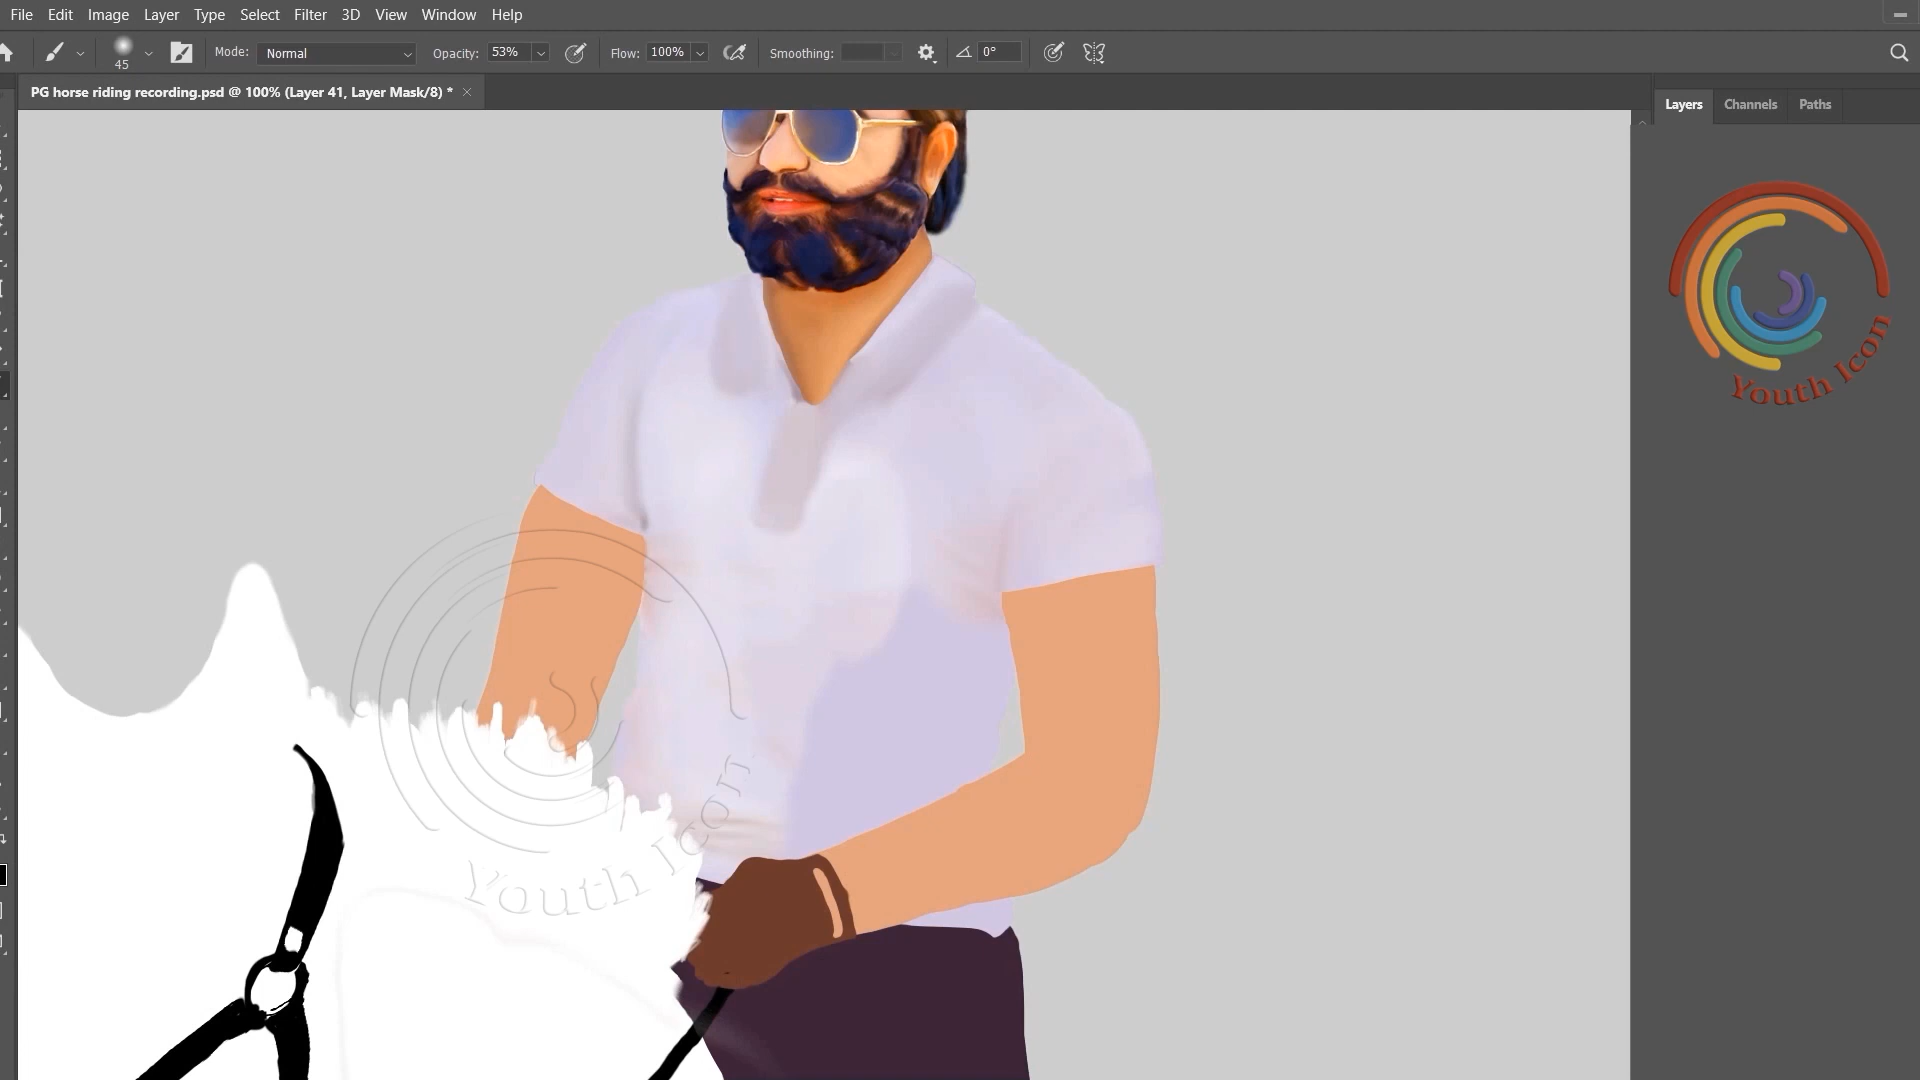 File Edit Image Layer Type Select Filter 3D View Window Help
45 Mode: Normal Opacity: 53% Flow: 100% Smoothing: 0°
PG horse riding recording.psd @ 100% (Layer 41, Layer Mask/8) *
Layers Channels Paths
Youth Icon
Youth Icon